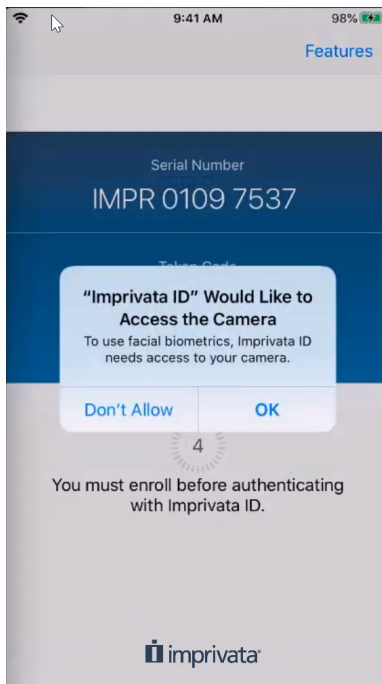 9:41 AM
98%
Features
Serial Number
IMPR 0109 7537
Token Code
"Imprivata ID" Would Like to
Access the Camera
To use facial biometrics, Imprivata ID
needs access to your camera.
Don't Allow
OK
4
You must enroll before authenticating
with Imprivata ID.
imprivata